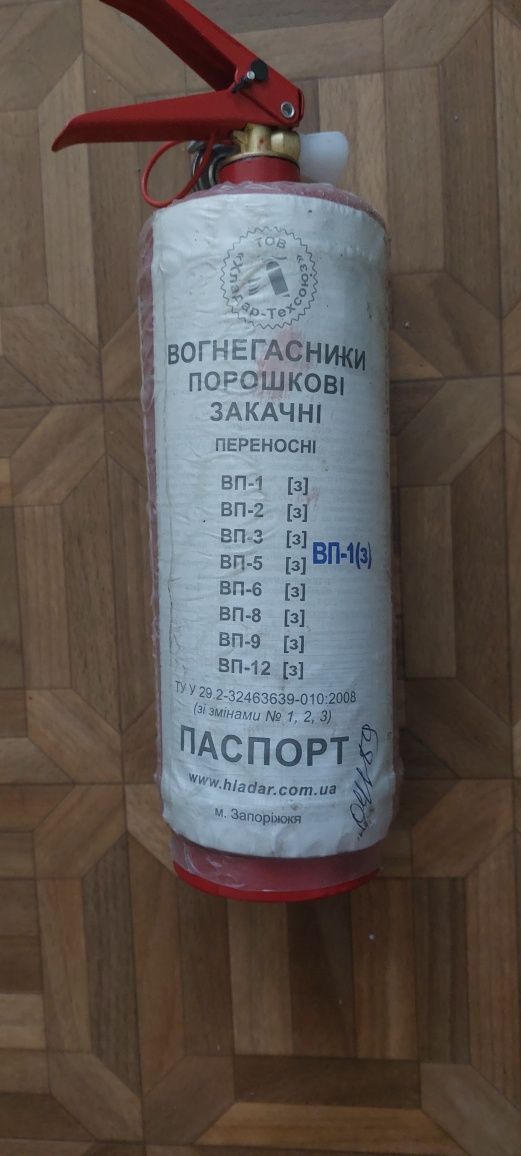 ТОВ
"Хладар-Техсоюз"
ВОГНЕГАСНИКИ
ПОРОШКОВІ
ЗАКАЧНІ
ПЕРЕНОСНІ
ВП-1 [з]
ВП-2 [з]
ВП-3 [з]
ВП-5 [з] ВП-1(з)
ВП-6 [з]
ВП-8 [з]
ВП-9 [з]
ВП-12 [з]
ТУ У 29.2-32463639-010:2008
(зі змінами № 1, 2, 3)
ПАСПОРТ
www.hladar.com.ua
м. Запоріжжя